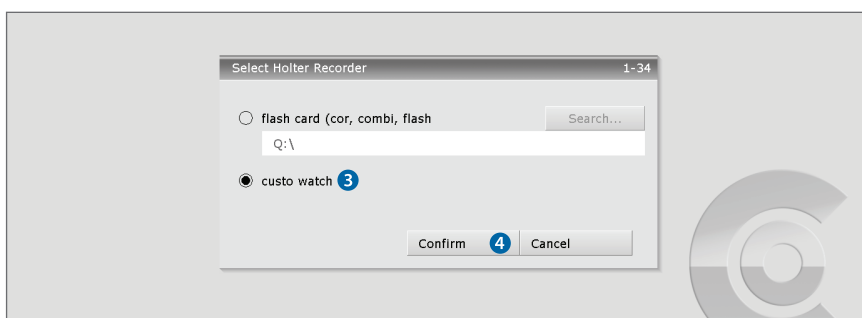 Select Holter Recorder 1-34
flash card (cor, combi, flash Search...
Q:\
custo watch 3
Confirm 4 Cancel